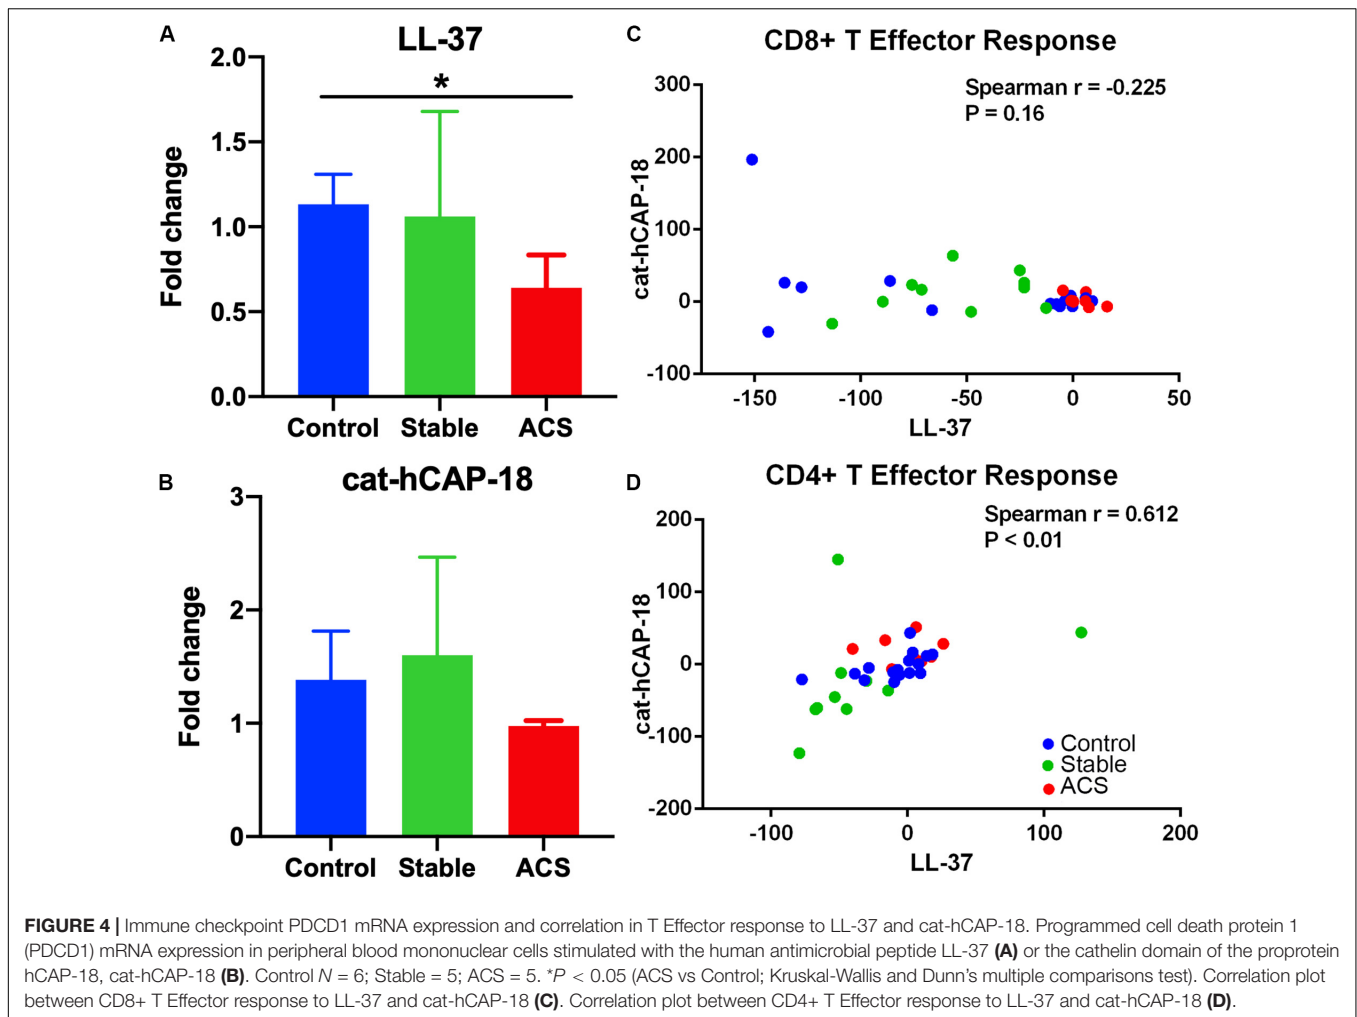 A
LL-37
*
Fold change
2.0
1.5
1.0
0.5
0.0
Control Stable ACS
C
CD8+ T Effector Response
Spearman r = -0.225
P = 0.16
cat-hCAP-18
300
200
100
0
-100
-150 -100 -50 0 50
LL-37
B
cat-hCAP-18
Fold change
3
2
1
0
Control Stable ACS
D
CD4+ T Effector Response
Spearman r = 0.612
P < 0.01
cat-hCAP-18
200
100
0
-100
-200
-100 0 100 200
LL-37
Control
Stable
ACS
FIGURE 4 | Immune checkpoint PDCD1 mRNA expression and correlation in T Effector response to LL-37 and cat-hCAP-18. Programmed cell death protein 1
(PDCD1) mRNA expression in peripheral blood mononuclear cells stimulated with the human antimicrobial peptide LL-37 (A) or the cathelin domain of the proprotein
hCAP-18, cat-hCAP-18 (B). Control N = 6; Stable = 5; ACS = 5. *P < 0.05 (ACS vs Control; Kruskal-Wallis and Dunn's multiple comparisons test). Correlation plot
between CD8+ T Effector response to LL-37 and cat-hCAP-18 (C). Correlation plot between CD4+ T Effector response to LL-37 and cat-hCAP-18 (D).